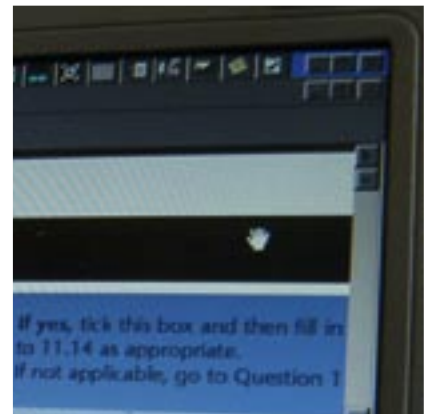 If yes, tick this box and then fill in
to 11.14 as appropriate.
If not applicable, go to Question 1